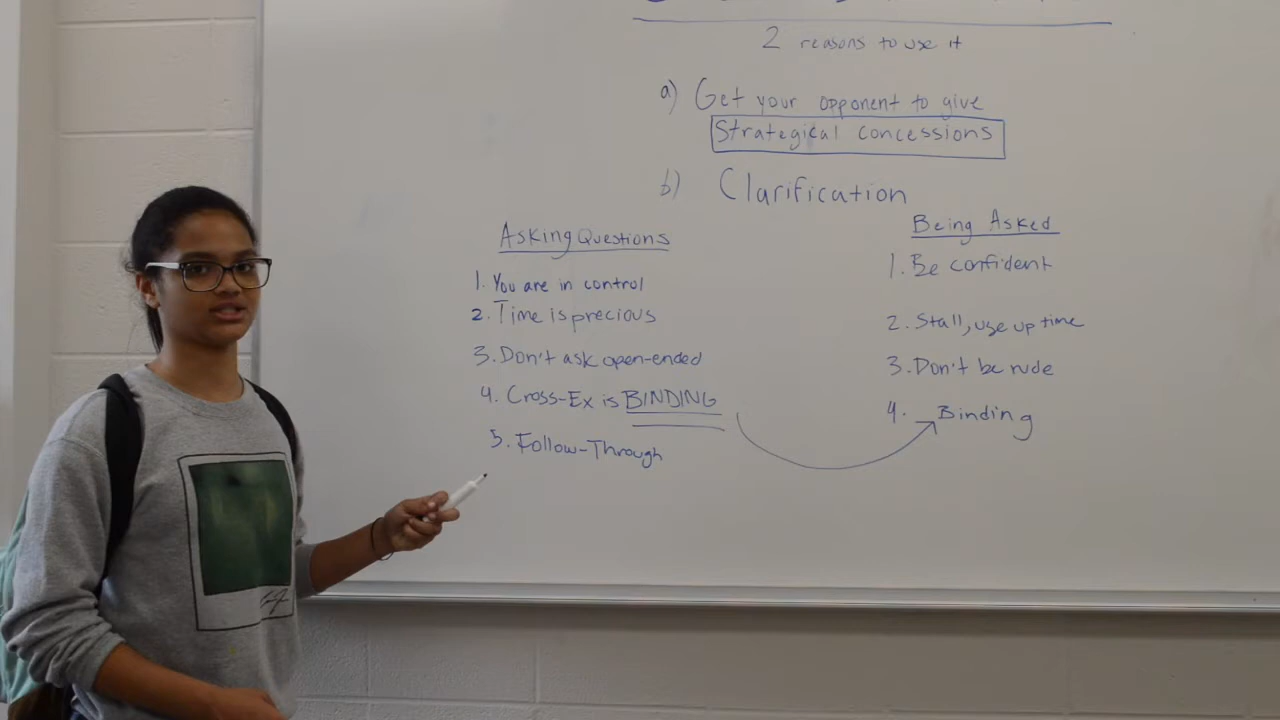 2 reasons to use it
a) Get your opponent to give
Strategical concessions
b) Clarification
Asking Questions
1. You are in control
2. Time is precious
3. Don't ask open-ended
4. Cross-Ex is BINDING
5. Follow-Through
Being Asked
1. Be confident
2. Stall, use up time
3. Don't be rude
4. Binding